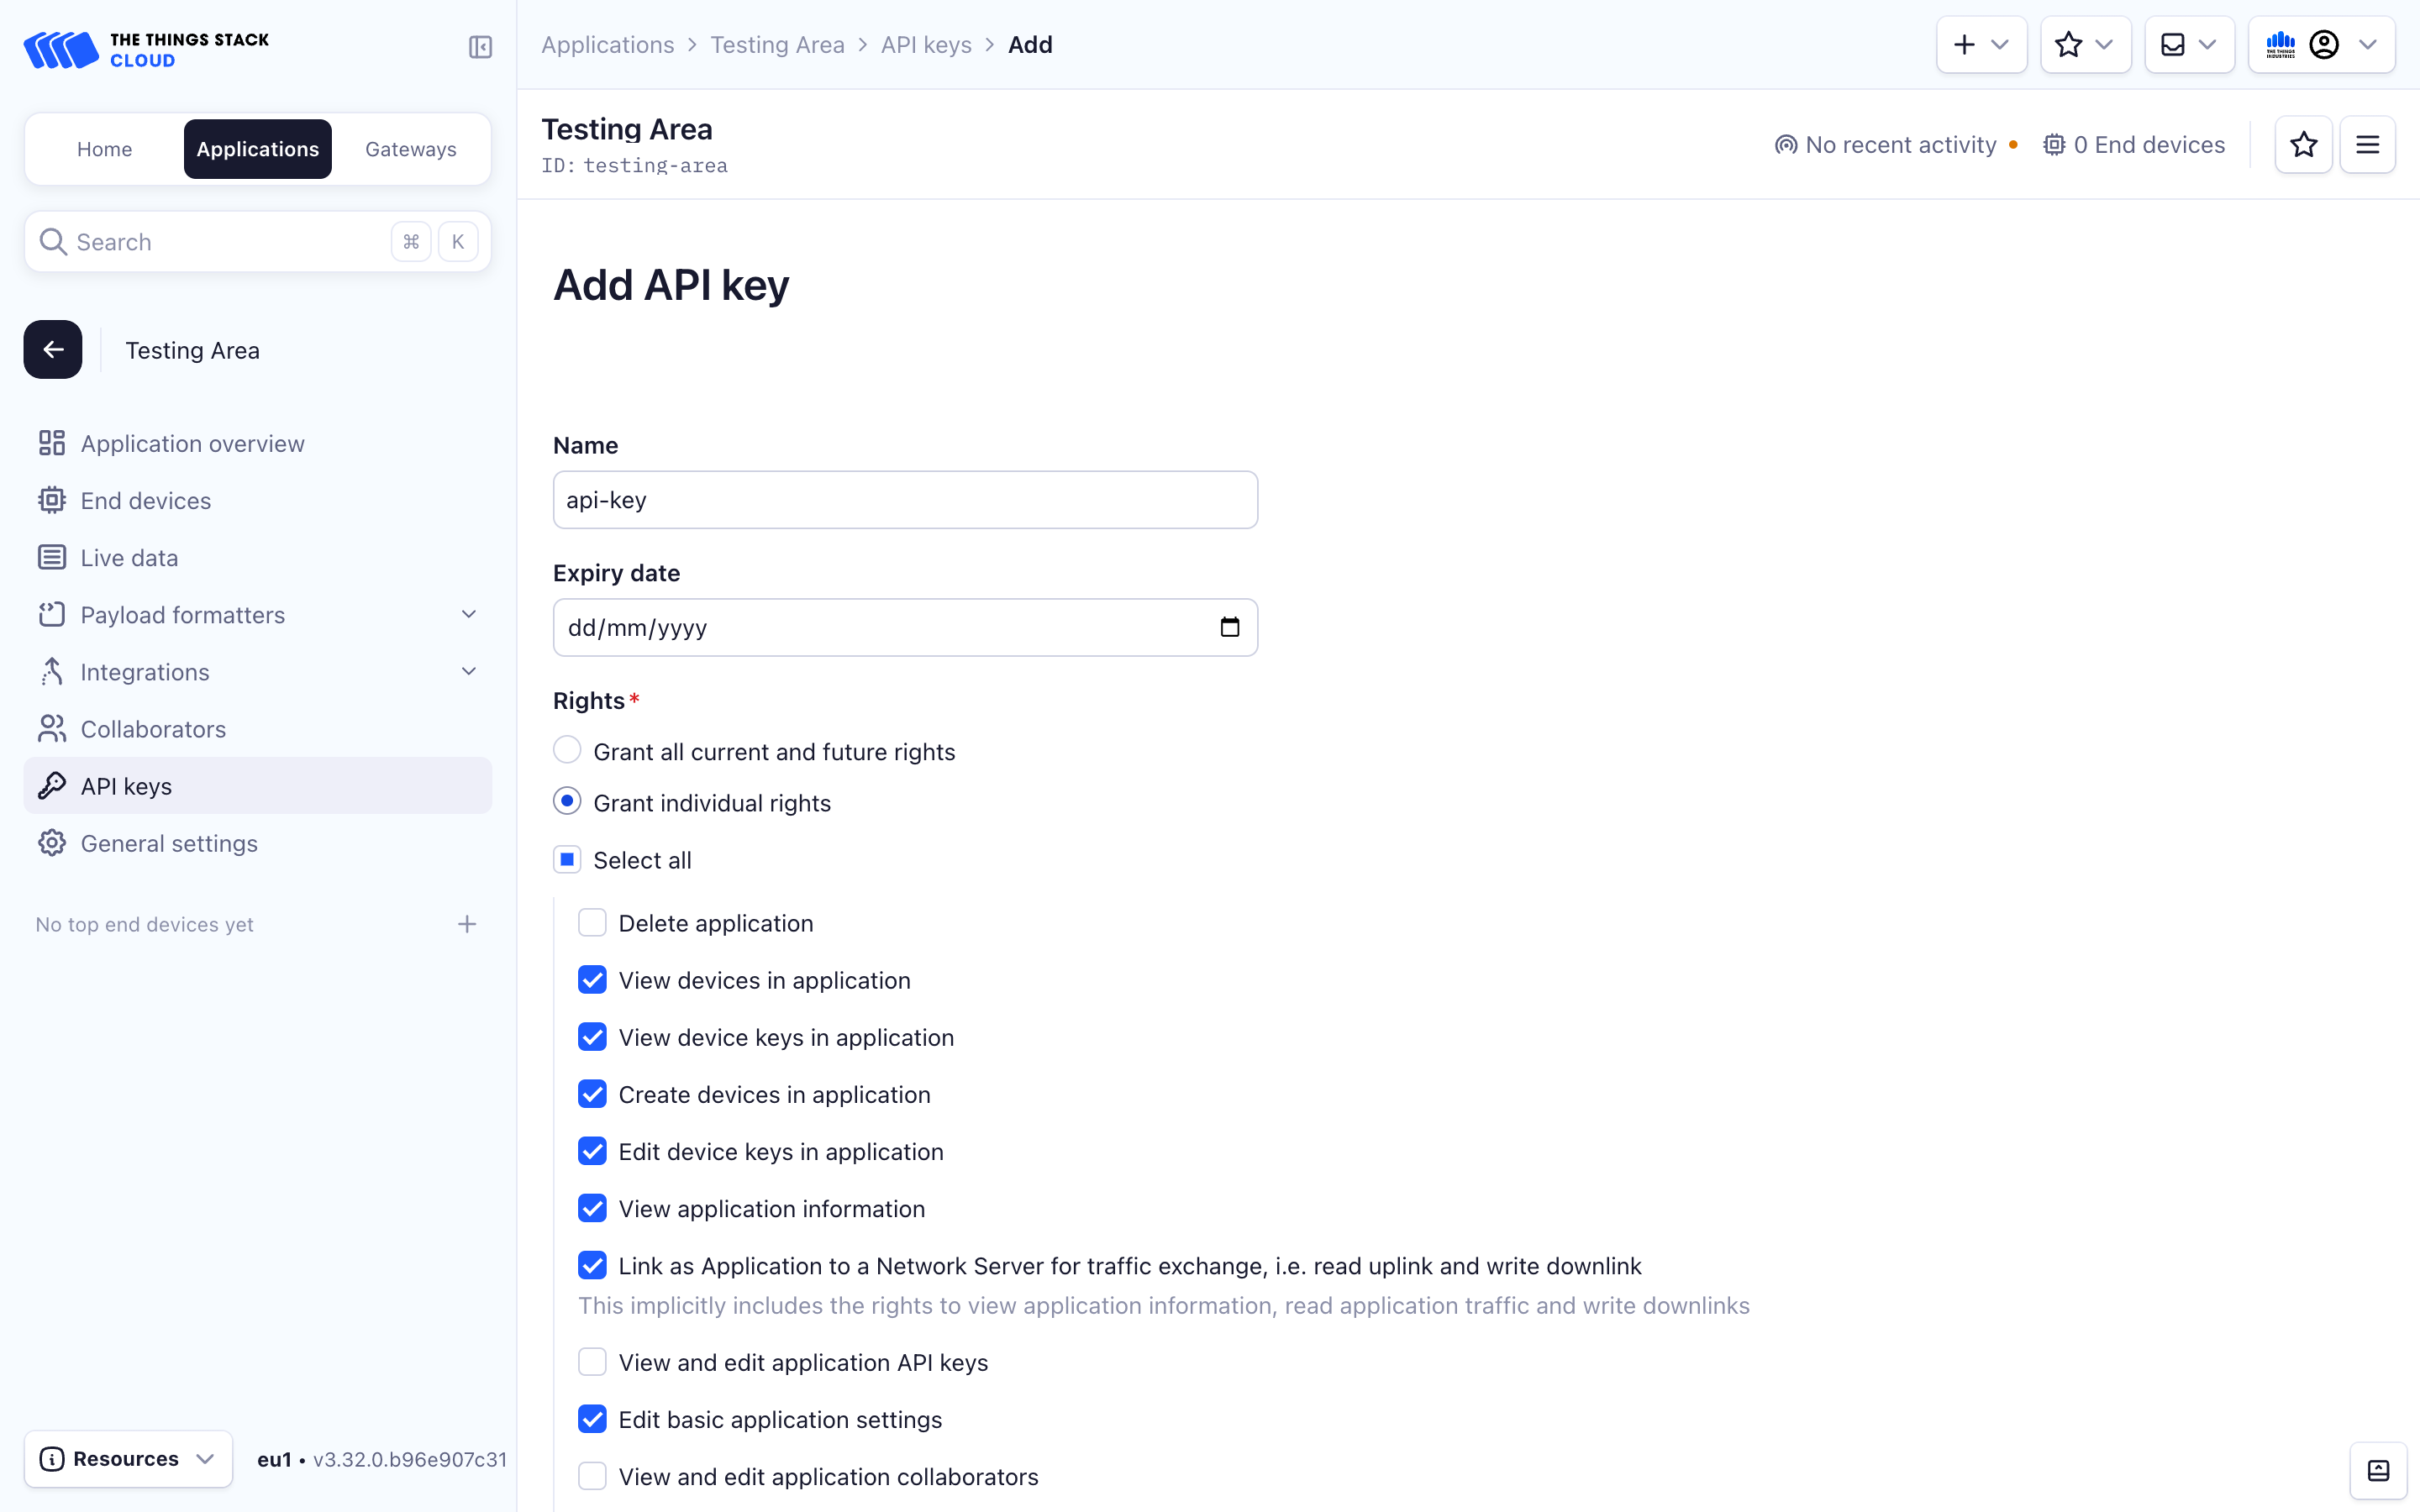 THE THINGS STACK
CLOUD
Applications > Testing Area > API keys > Add
THE THINGS
INDUSTRIES
Home Applications Gateways
Search ⌘ K
Testing Area
ID: testing-area
No recent activity
0 End devices
Testing Area
Application overview
End devices
Live data
Payload formatters
Integrations
Collaborators
API keys
General settings
No top end devices yet
Resources
eu1 • v3.32.0.b96e907c31
Add API key
Name
api-key
Expiry date
dd/mm/yyyy
Rights*
Grant all current and future rights
Grant individual rights
Select all
Delete application
View devices in application
View device keys in application
Create devices in application
Edit device keys in application
View application information
Link as Application to a Network Server for traffic exchange, i.e. read uplink and write downlink
This implicitly includes the rights to view application information, read application traffic and write downlinks
View and edit application API keys
Edit basic application settings
View and edit application collaborators